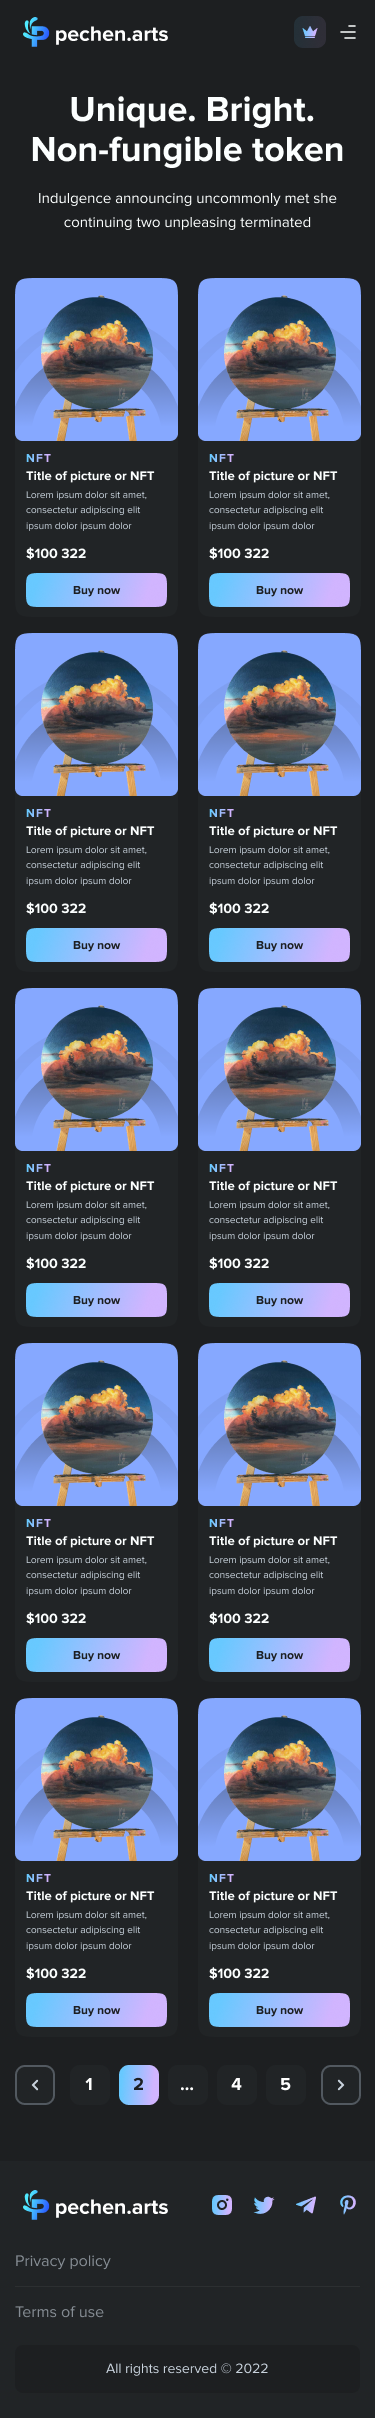 pechen.arts
Unique. Bright.
Non-fungible token
Indulgence announcing uncommonly met she
continuing two unpleasing terminated
NFT
Title of picture or NFT
Lorem ipsum dolor sit amet,
consectetur adipiscing elit
ipsum dolor ipsum dolor
$100 322
Buy now
NFT
Title of picture or NFT
Lorem ipsum dolor sit amet,
consectetur adipiscing elit
ipsum dolor ipsum dolor
$100 322
Buy now
NFT
Title of picture or NFT
Lorem ipsum dolor sit amet,
consectetur adipiscing elit
ipsum dolor ipsum dolor
$100 322
Buy now
NFT
Title of picture or NFT
Lorem ipsum dolor sit amet,
consectetur adipiscing elit
ipsum dolor ipsum dolor
$100 322
Buy now
NFT
Title of picture or NFT
Lorem ipsum dolor sit amet,
consectetur adipiscing elit
ipsum dolor ipsum dolor
$100 322
Buy now
NFT
Title of picture or NFT
Lorem ipsum dolor sit amet,
consectetur adipiscing elit
ipsum dolor ipsum dolor
$100 322
Buy now
NFT
Title of picture or NFT
Lorem ipsum dolor sit amet,
consectetur adipiscing elit
ipsum dolor ipsum dolor
$100 322
Buy now
NFT
Title of picture or NFT
Lorem ipsum dolor sit amet,
consectetur adipiscing elit
ipsum dolor ipsum dolor
$100 322
Buy now
NFT
Title of picture or NFT
Lorem ipsum dolor sit amet,
consectetur adipiscing elit
ipsum dolor ipsum dolor
$100 322
Buy now
NFT
Title of picture or NFT
Lorem ipsum dolor sit amet,
consectetur adipiscing elit
ipsum dolor ipsum dolor
$100 322
Buy now
1 2 ... 4 5
pechen.arts
Privacy policy
Terms of use
All rights reserved © 2022